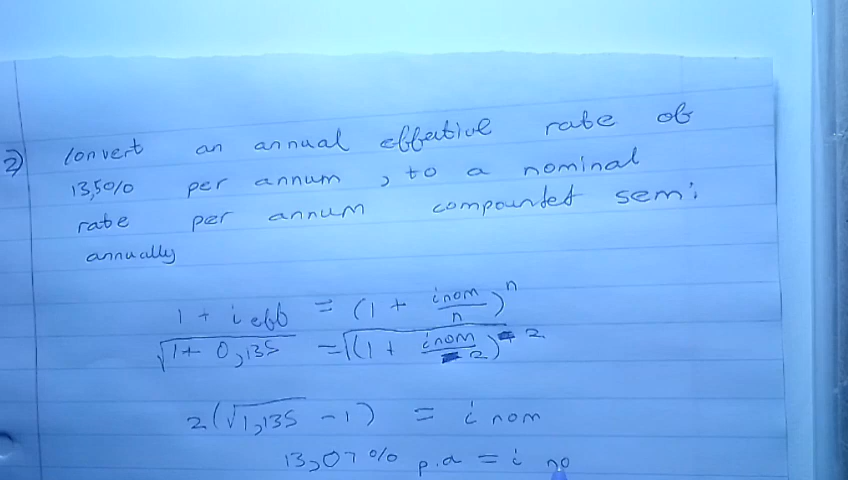 2) Convert an annual effective rate of
13,5% per annum, to a nominal
rate per annum compounded semi
annually
1 + i eff = (1 + i nom/n)^n
√(1 + 0,135) = √((1 + i nom/2)^2)
2(√1,135 - 1) = i nom
13,07% p.a = i no